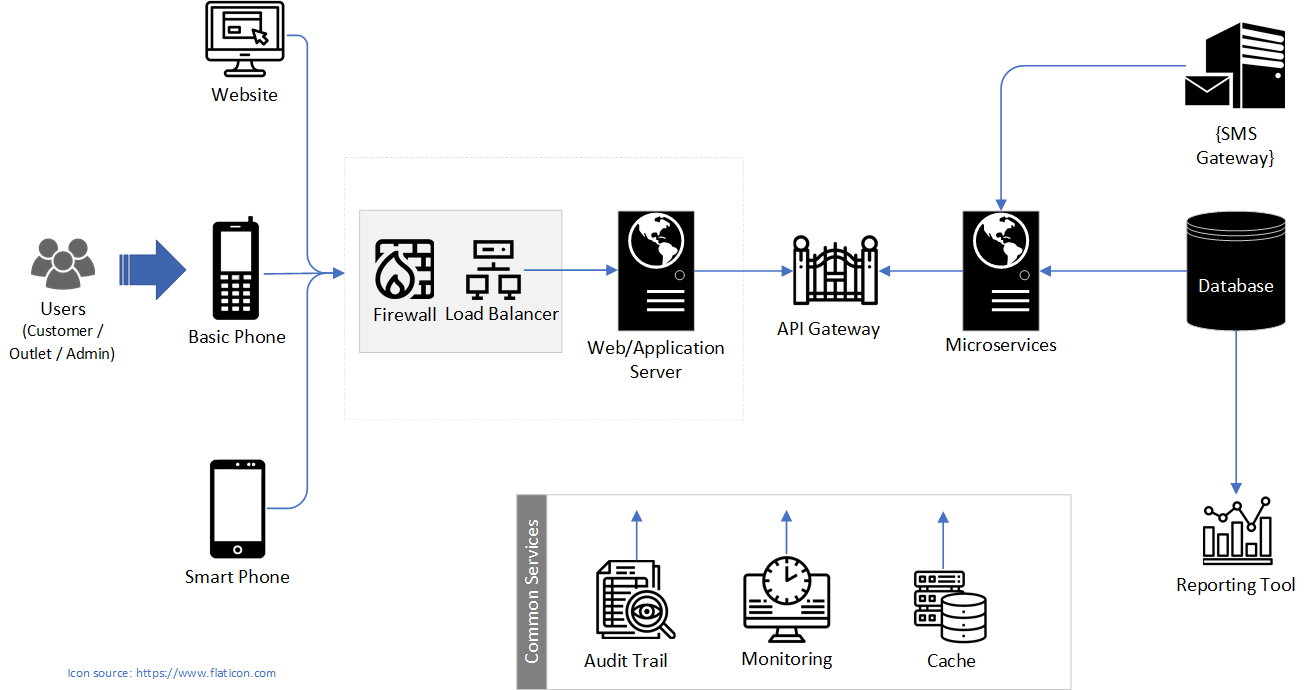 Website
{SMS
Gateway}
Users
(Customer /
Outlet / Admin)
Basic Phone
Firewall
Load Balancer
Web/Application
Server
API Gateway
Microservices
Database
Smart Phone
Reporting Tool
Common Services
Audit Trail
Monitoring
Cache
Icon source: https://www.flaticon.com